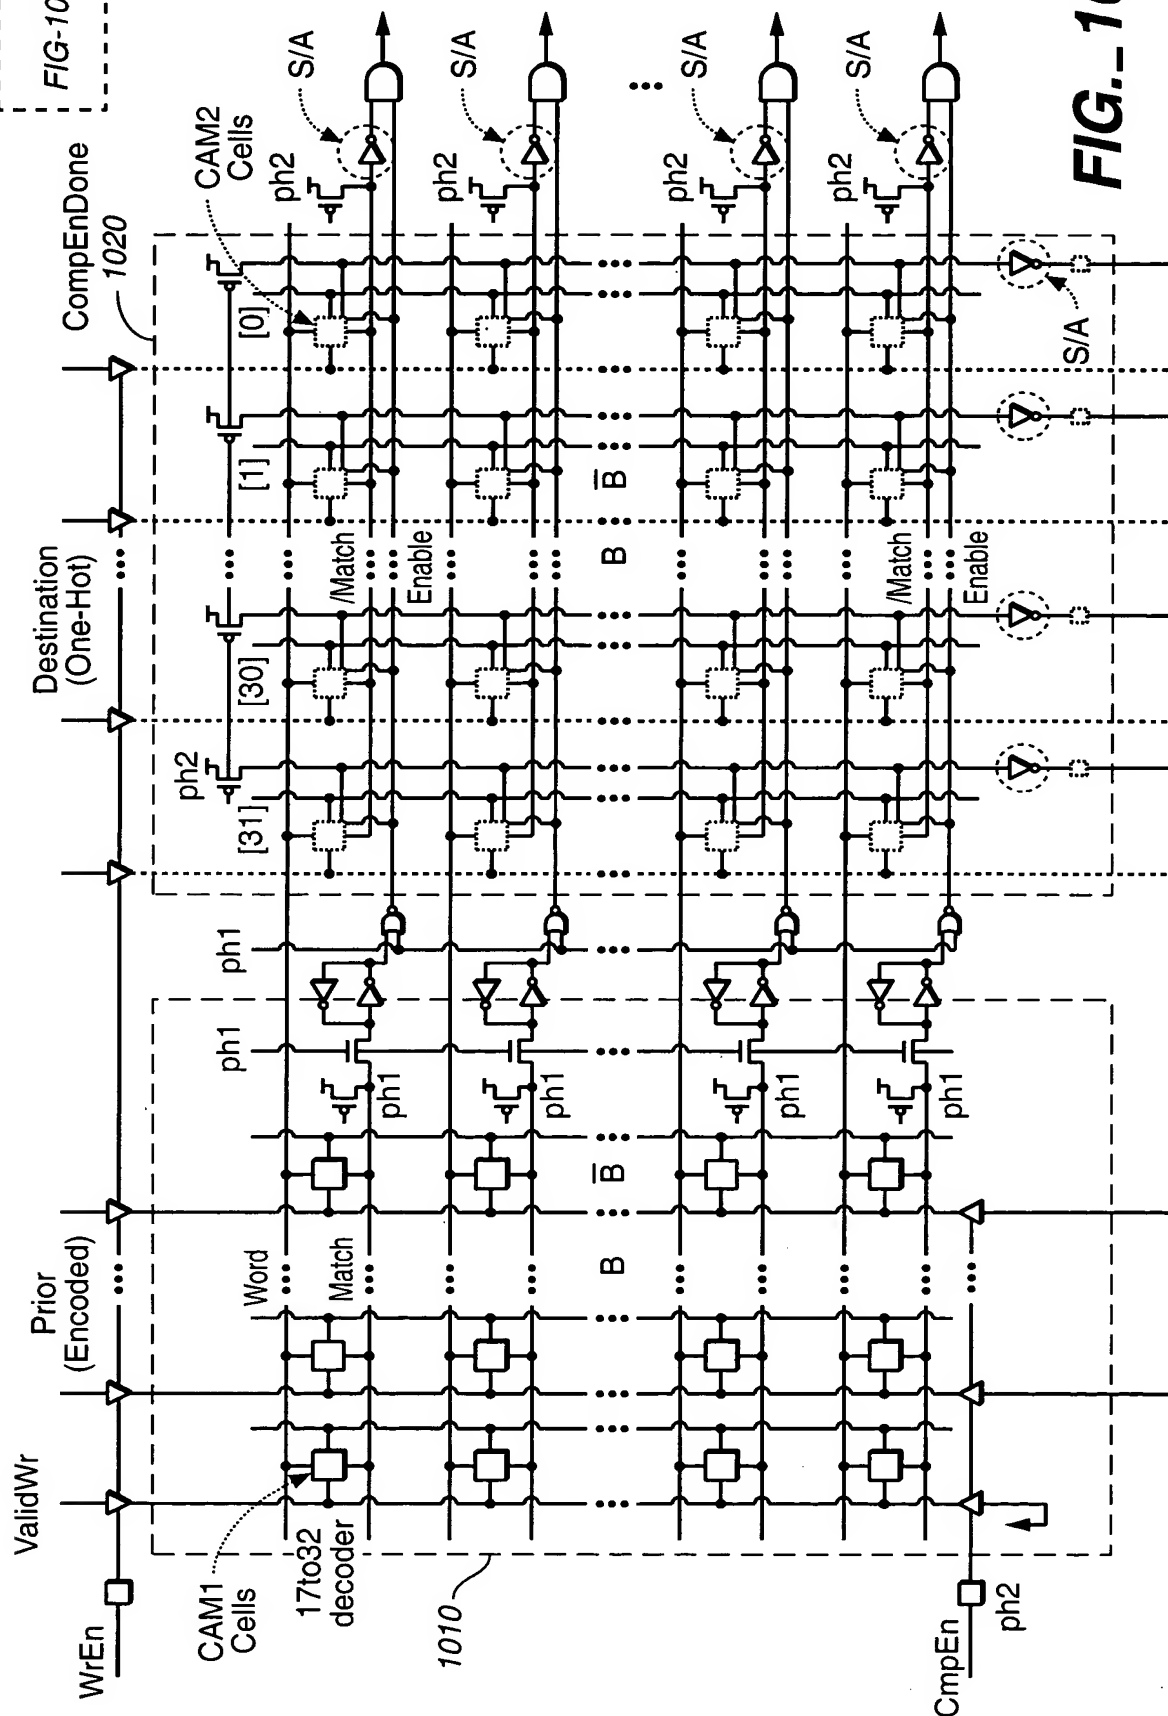 FIG-10
CompEnDone
1020
CAM2
Cells
Destination
(One-Hot)
Prior
(Encoded)
ValidWr
WrEn
S/A
S/A
S/A
S/A
ph2
ph2
ph2
ph2
ph2
[31]
[30]
[1]
[0]
ph1
ph1
ph1
ph1
ph1
ph1
/Match
Enable
/Match
Enable
Word
Match
B
B̅
B
B̅
CAM1
Cells
17to32
decoder
1010
CmpEn
ph2
S/A
FIG._10